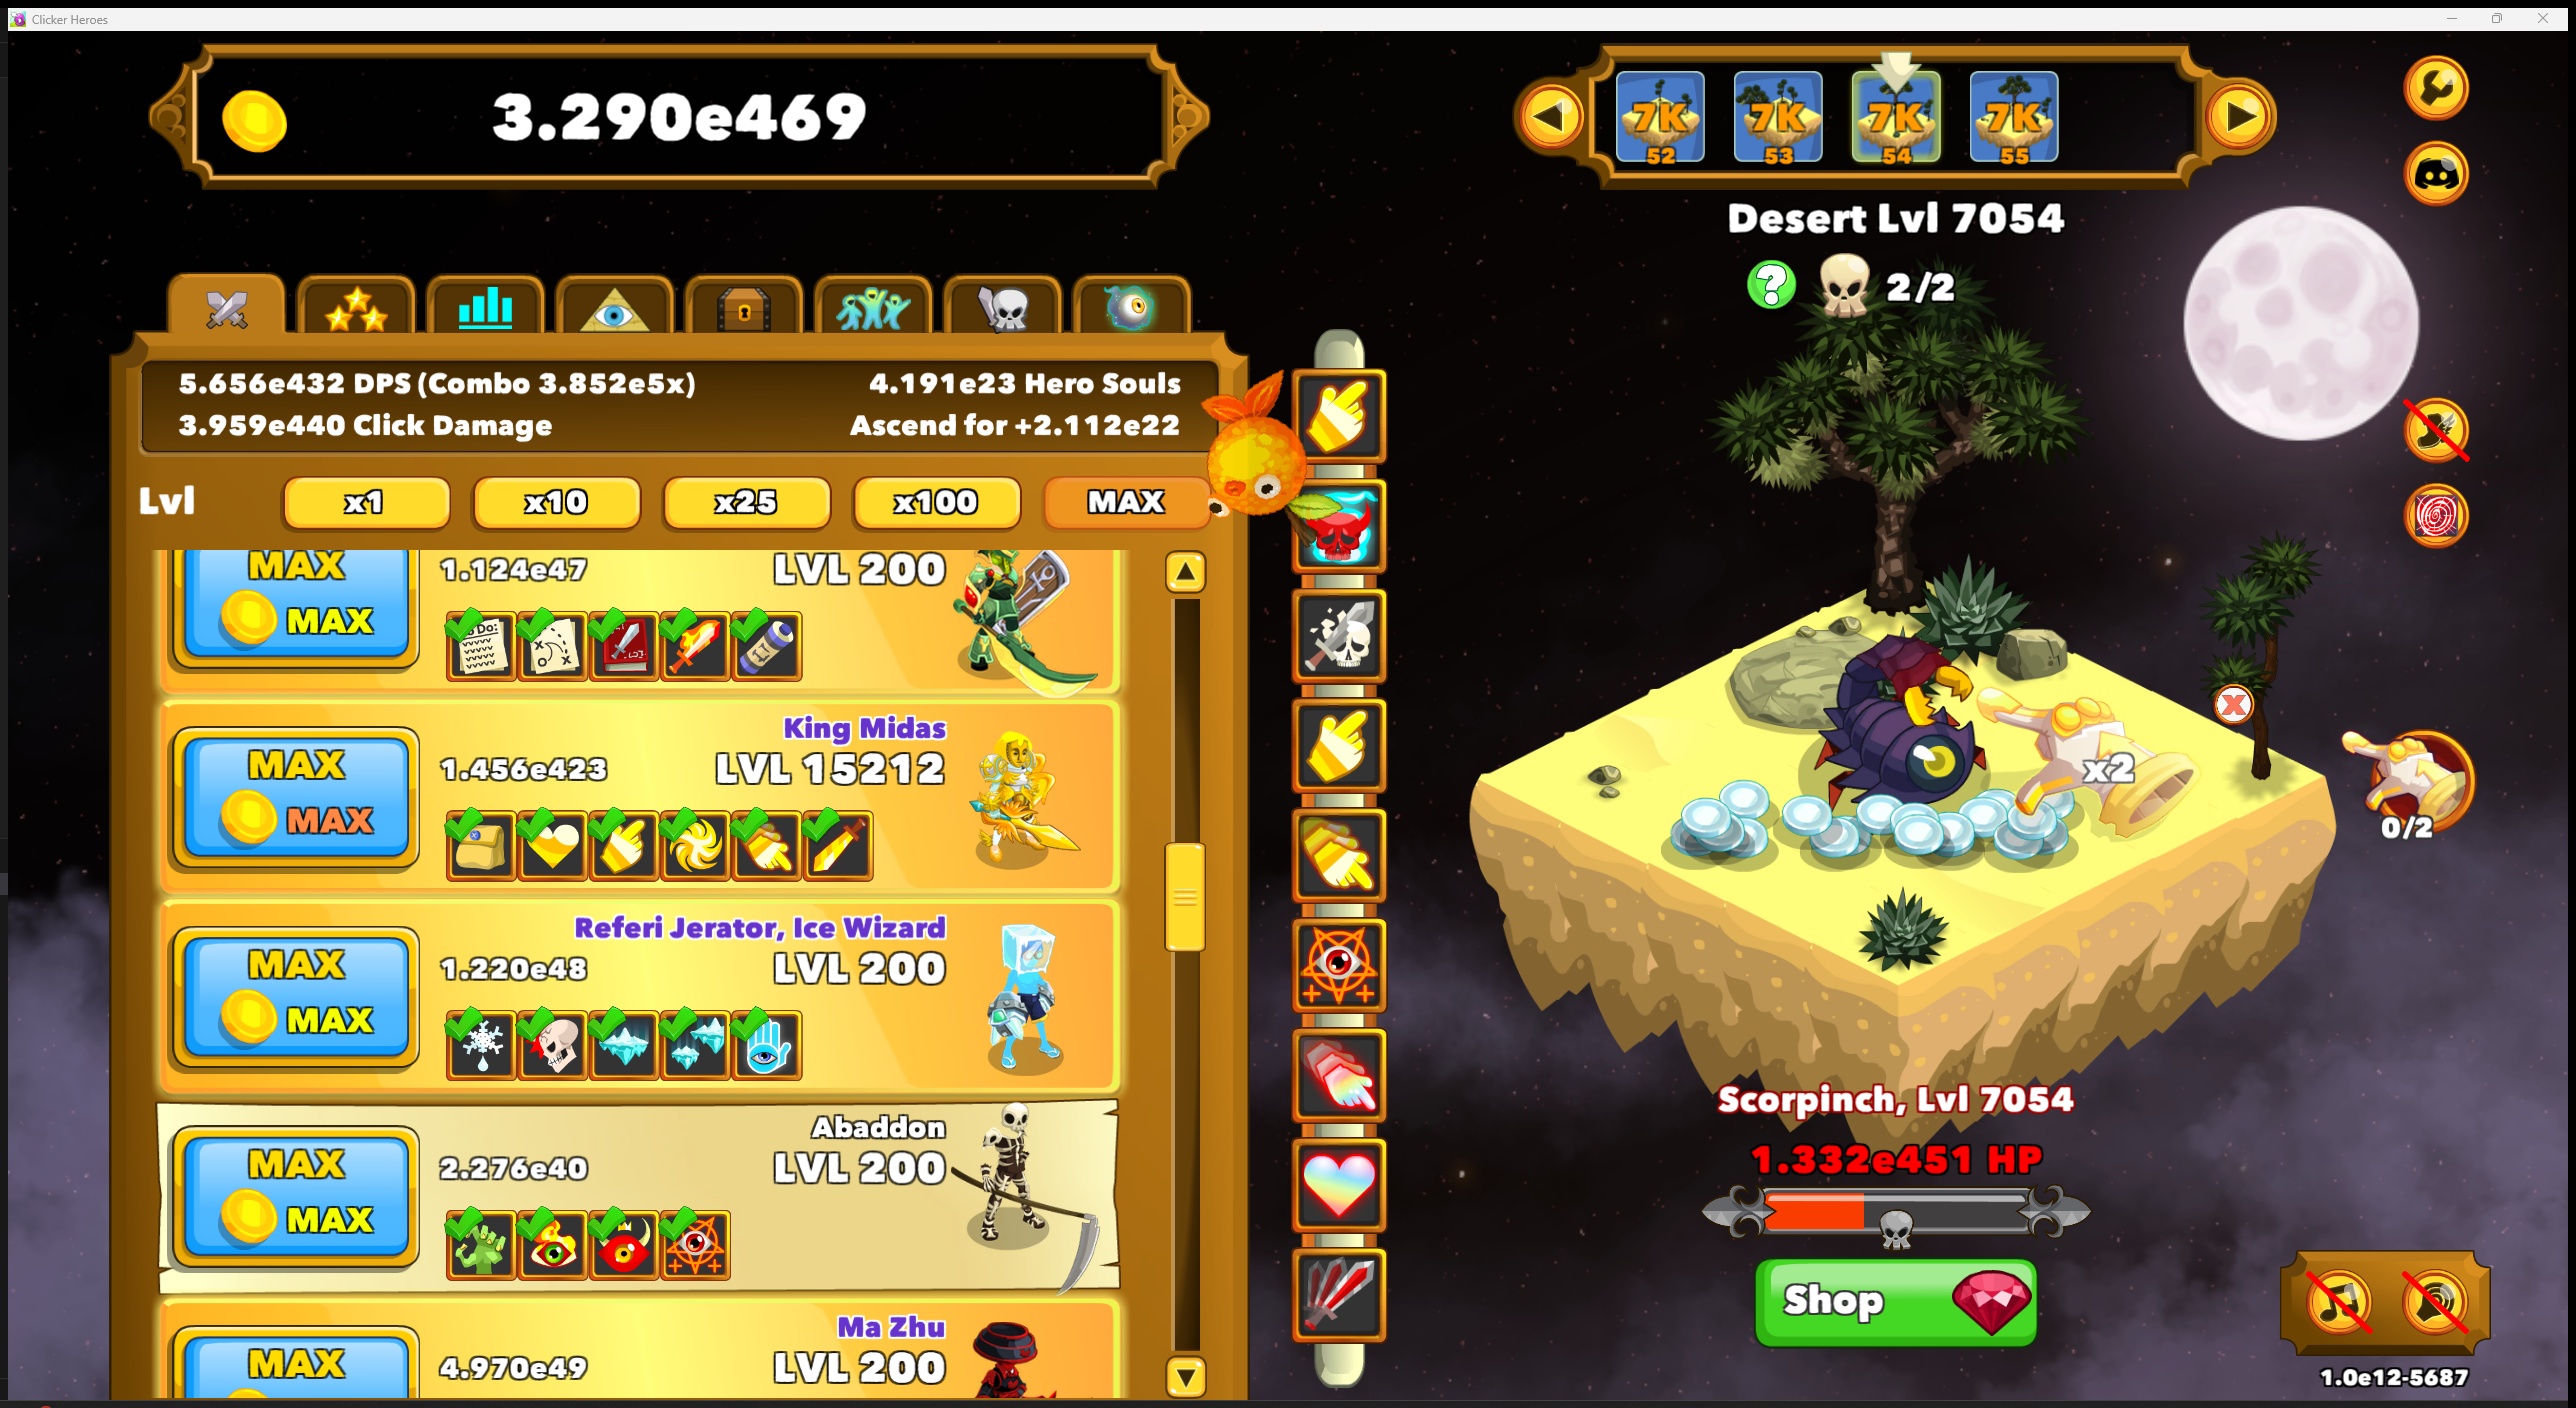 Clicker Heroes
3.290e469
7K
52
7K
53
7K
54
7K
55
Desert Lvl 7054
2/2
5.656e432 DPS (Combo 3.852e5x)
4.191e23 Hero Souls
3.959e440 Click Damage
Ascend for +2.112e22
Lvl
x1
x10
x25
x100
MAX
MAX
MAX
1.124e47
LVL 200
Do:
King Midas
MAX
MAX
1.456e423
LVL 15212
Referi Jerator, Ice Wizard
MAX
MAX
1.220e48
LVL 200
Abaddon
MAX
MAX
2.276e40
LVL 200
Ma Zhu
MAX
4.970e49
LVL 200
x2
0/2
Scorpinch, Lvl 7054
1.332e451 HP
Shop
1.0e12-5687